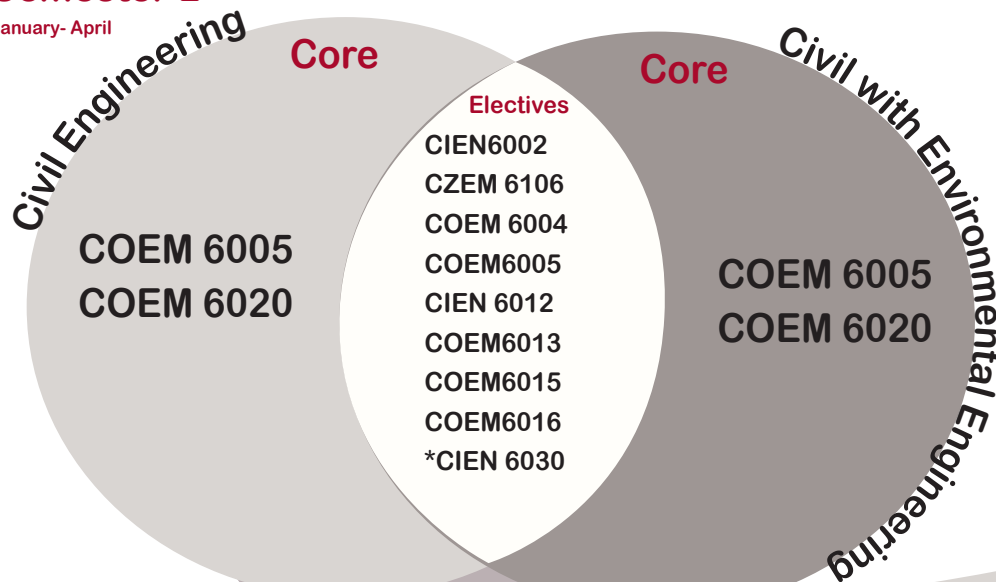 January- April
Civil Engineering
Core
COEM 6005
COEM 6020
Electives
CIEN6002
CZEM 6106
COEM 6004
COEM6005
CIEN 6012
COEM6013
COEM6015
COEM6016
*CIEN 6030
Core
Civil with Environmental Engineering
COEM 6005
COEM 6020